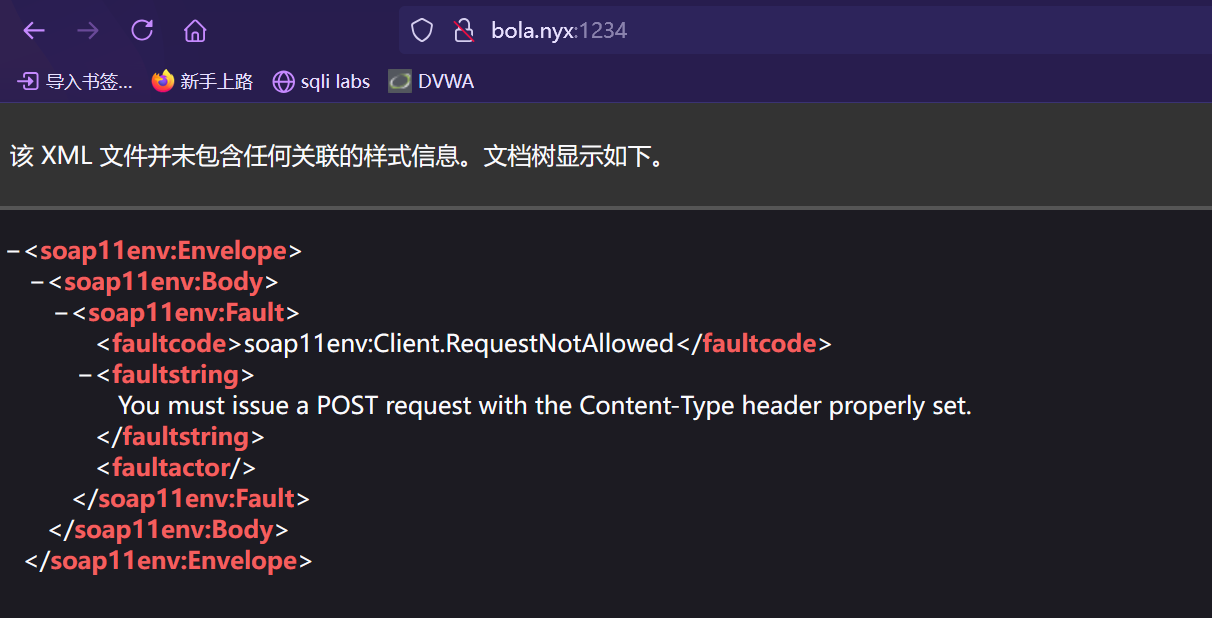 bola.nyx:1234
导入书签... 新手上路 sqli labs DVWA
该 XML 文件并未包含任何关联的样式信息。文档树显示如下。
−<soap11env:Envelope>
−<soap11env:Body>
−<soap11env:Fault>
<faultcode>soap11env:Client.RequestNotAllowed</faultcode>
−<faultstring>
You must issue a POST request with the Content-Type header properly set.
</faultstring>
<faultactor/>
</soap11env:Fault>
</soap11env:Body>
</soap11env:Envelope>